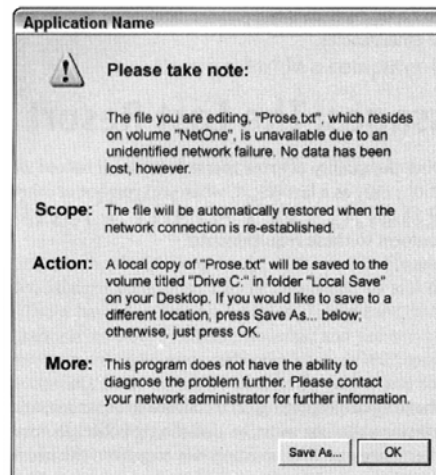 Application Name
Please take note:
The file you are editing, "Prose.txt", which resides
on volume "NetOne", is unavailable due to an
unidentified network failure. No data has been
lost, however.
Scope: The file will be automatically restored when the
network connection is re-established.
Action: A local copy of "Prose.txt" will be saved to the
volume titled "Drive C:" in folder "Local Save"
on your Desktop. If you would like to save to a
different location, press Save As... below;
otherwise, just press OK.
More: This program does not have the ability to
diagnose the problem further. Please contact
your network administrator for further information.
Save As... OK